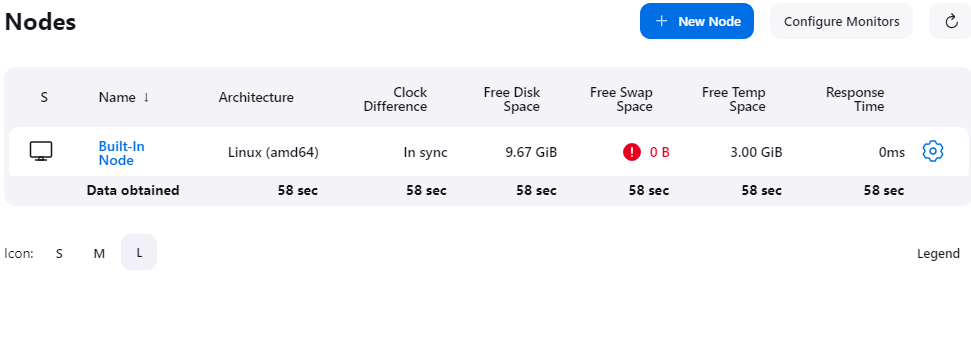 Nodes
+ New Node
Configure Monitors
S
Name ↓
Architecture
Clock
Difference
Free Disk
Space
Free Swap
Space
Free Temp
Space
Response
Time
Built-In
Node
Linux (amd64)
In sync
9.67 GiB
! 0 B
3.00 GiB
0ms
Data obtained
58 sec
58 sec
58 sec
58 sec
58 sec
58 sec
Icon: S M L
Legend